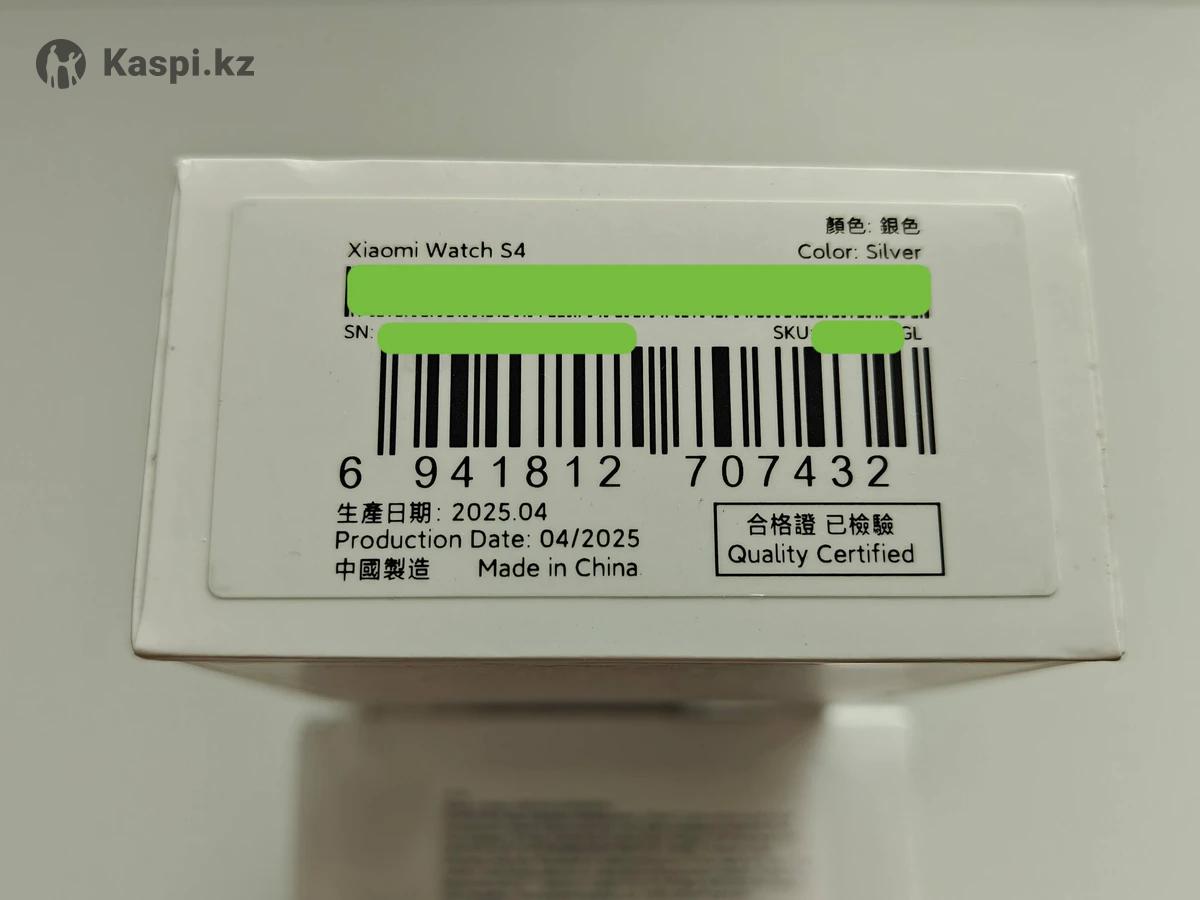 Kaspi.kz
顏色: 銀色
Xiaomi Watch S4 Color: Silver
SN: SKU: GL
6 941812 707432
生產日期: 2025.04
Production Date: 04/2025
中國製造 Made in China
合格證 已檢驗
Quality Certified